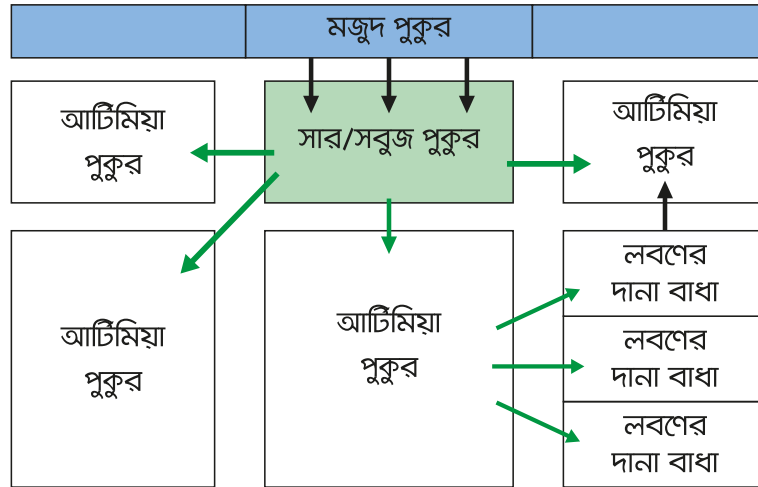 মজুদ পুকুর
আর্টিমিয়া
পুকুর
সার/সবুজ পুকুর
আর্টিমিয়া
পুকুর
আর্টিমিয়া
পুকুর
আর্টিমিয়া
পুকুর
লবণের
দানা বাধা
লবণের
দানা বাধা
লবণের
দানা বাধা